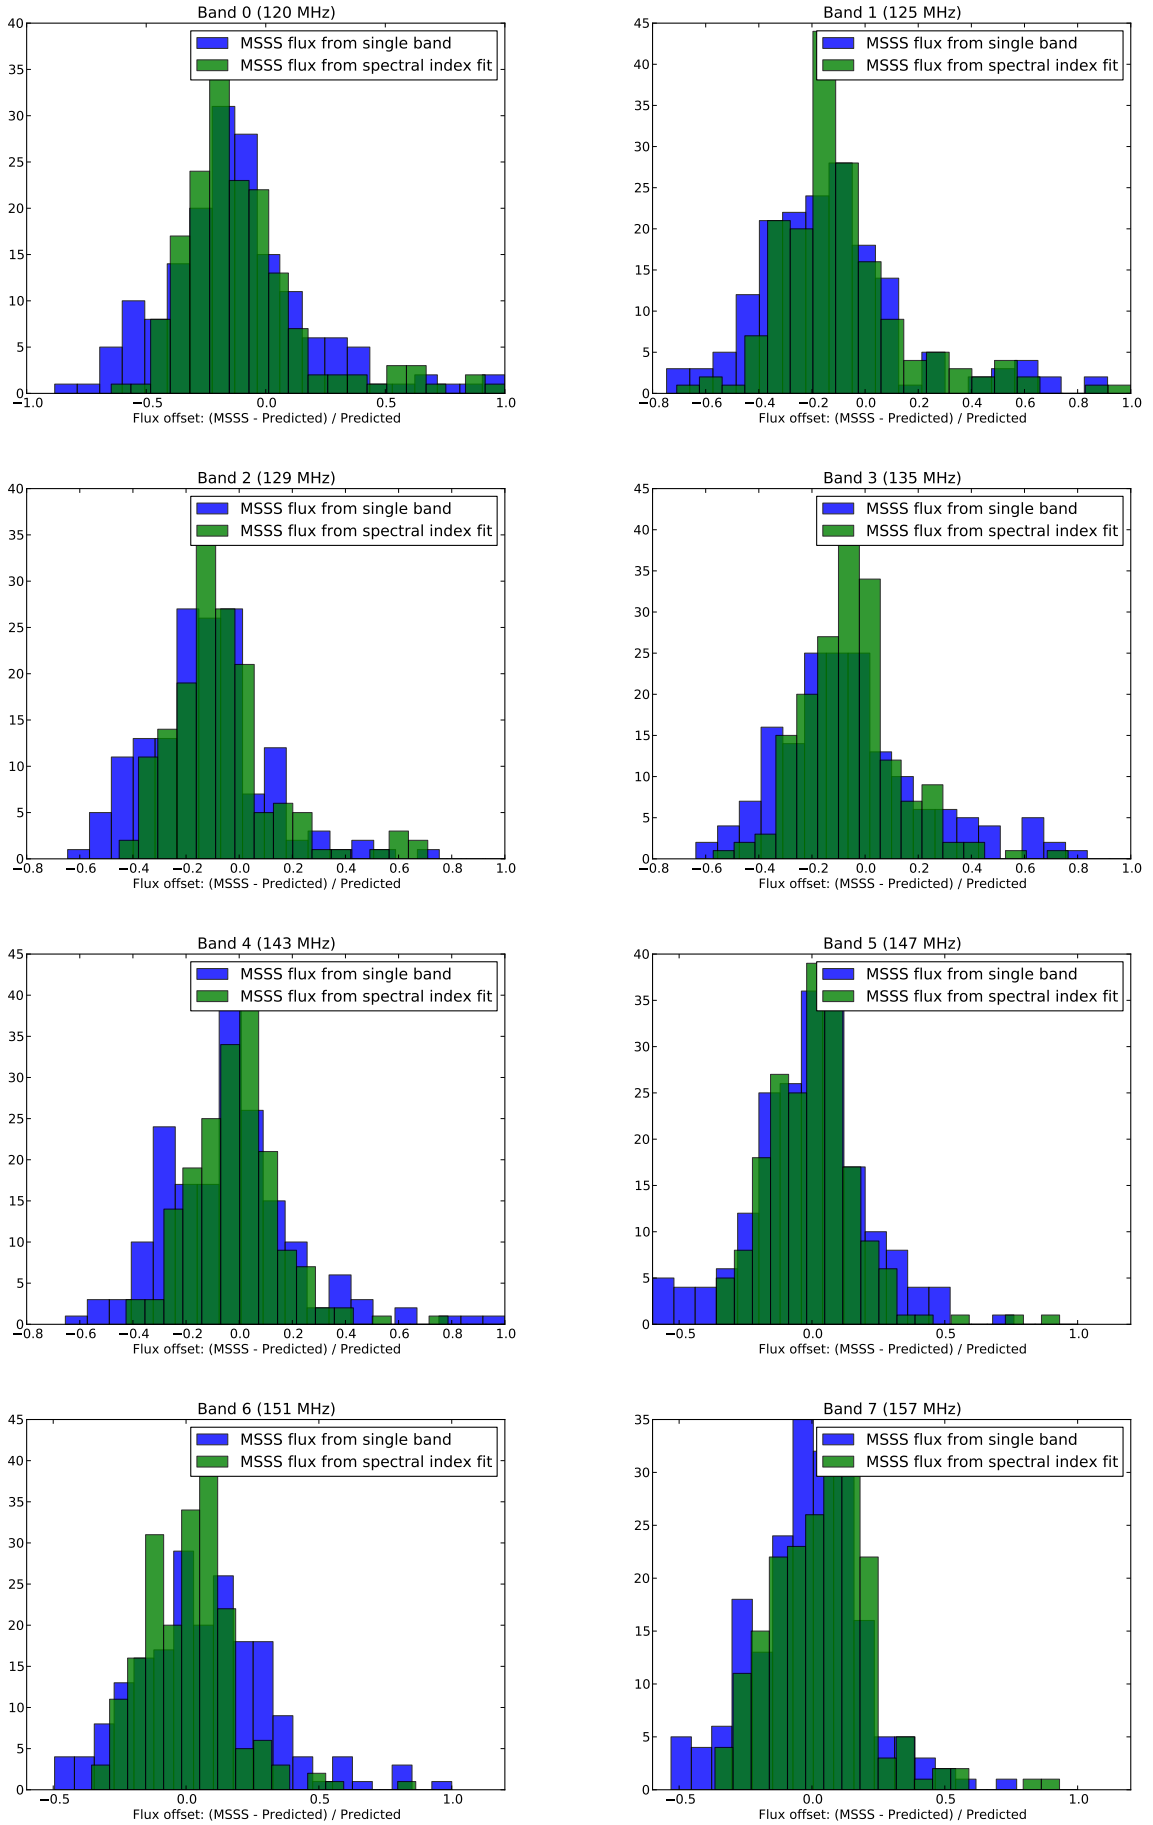 Band 0 (120 MHz)
MSSS flux from single band
MSSS flux from spectral index fit
40
35
30
25
20
15
10
5
0
−1.0 −0.5 0.0 0.5 1.0
Flux offset: (MSSS - Predicted) / Predicted
Band 1 (125 MHz)
MSSS flux from single band
MSSS flux from spectral index fit
45
40
35
30
25
20
15
10
5
0
−0.8 −0.6 −0.4 −0.2 0.0 0.2 0.4 0.6 0.8 1.0
Flux offset: (MSSS - Predicted) / Predicted
Band 2 (129 MHz)
MSSS flux from single band
MSSS flux from spectral index fit
40
35
30
25
20
15
10
5
0
−0.8 −0.6 −0.4 −0.2 0.0 0.2 0.4 0.6 0.8 1.0
Flux offset: (MSSS - Predicted) / Predicted
Band 3 (135 MHz)
MSSS flux from single band
MSSS flux from spectral index fit
45
40
35
30
25
20
15
10
5
0
−0.8 −0.6 −0.4 −0.2 0.0 0.2 0.4 0.6 0.8 1.0
Flux offset: (MSSS - Predicted) / Predicted
Band 4 (143 MHz)
MSSS flux from single band
MSSS flux from spectral index fit
45
40
35
30
25
20
15
10
5
0
−0.8 −0.6 −0.4 −0.2 0.0 0.2 0.4 0.6 0.8 1.0
Flux offset: (MSSS - Predicted) / Predicted
Band 5 (147 MHz)
MSSS flux from single band
MSSS flux from spectral index fit
40
35
30
25
20
15
10
5
0
−0.5 0.0 0.5 1.0
Flux offset: (MSSS - Predicted) / Predicted
Band 6 (151 MHz)
MSSS flux from single band
MSSS flux from spectral index fit
45
40
35
30
25
20
15
10
5
0
−0.5 0.0 0.5 1.0
Flux offset: (MSSS - Predicted) / Predicted
Band 7 (157 MHz)
MSSS flux from single band
MSSS flux from spectral index fit
35
30
25
20
15
10
5
0
−0.5 0.0 0.5 1.0
Flux offset: (MSSS - Predicted) / Predicted